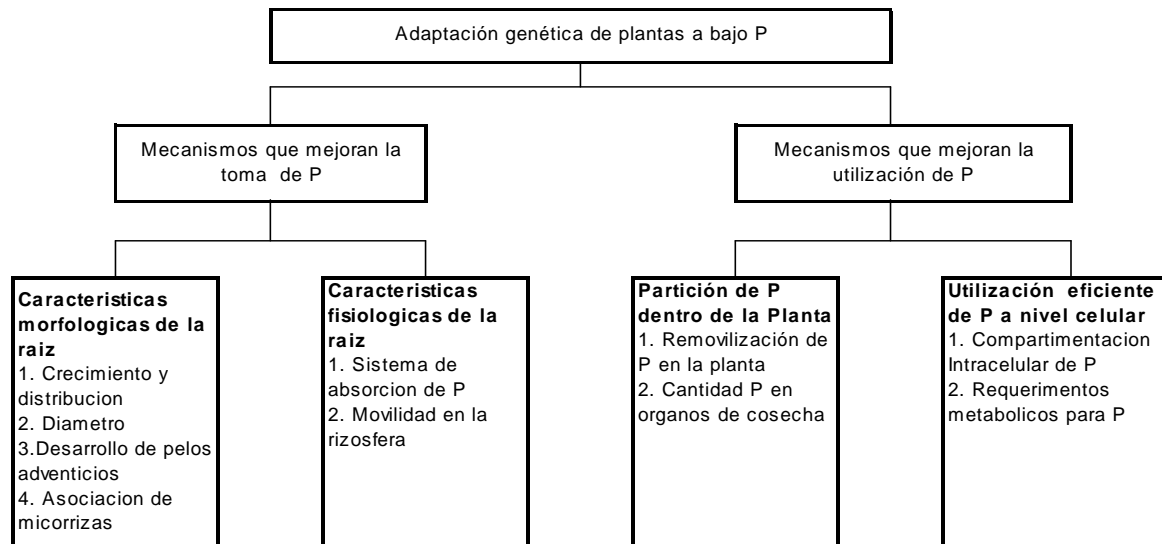 Adaptación genética de plantas a bajo P
Mecanismos que mejoran la
toma de P
Mecanismos que mejoran la
utilización de P
Caracteristicas
morfologicas de la
raiz
1. Crecimiento y
distribucion
2. Diametro
3.Desarrollo de pelos
adventicios
4. Asociacion de
micorrizas
Caracteristicas
fisiologicas de la
raiz
1. Sistema de
absorcion de P
2. Movilidad en la
rizosfera
Partición de P
dentro de la Planta
1. Removilización de
P en la planta
2. Cantidad P en
organos de cosecha
Utilización eficiente
de P a nivel celular
1. Compartimentacion
Intracelular de P
2. Requerimentos
metabolicos para P